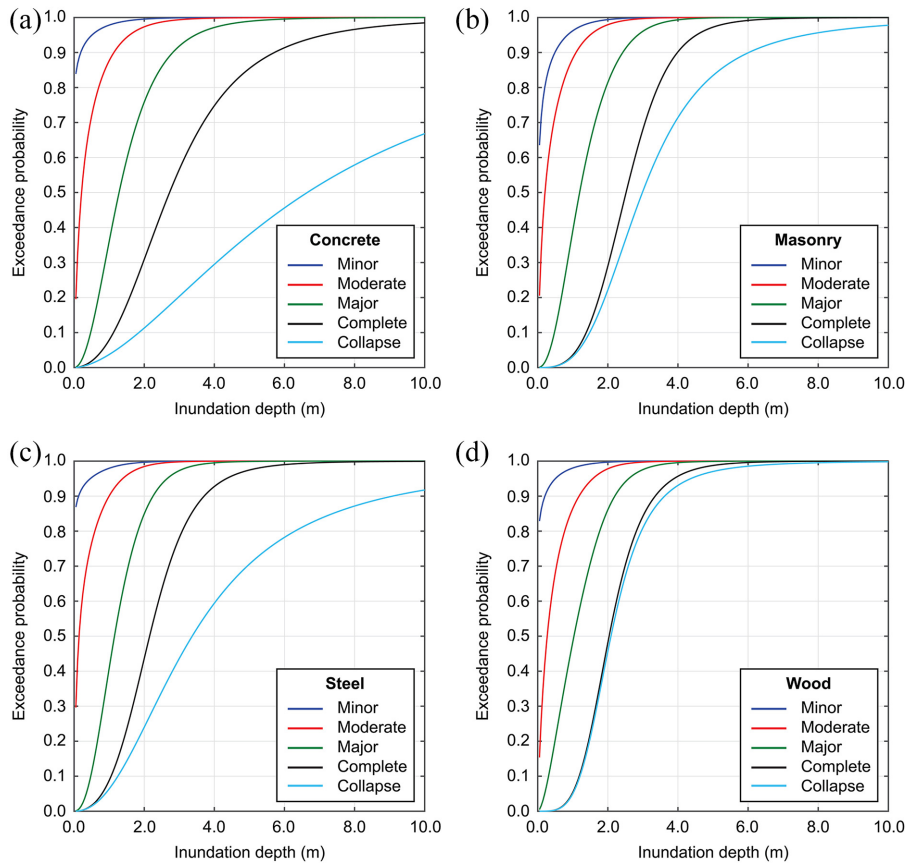 (a)
1.0
0.9
0.8
0.7
0.6
0.5
0.4
0.3
0.2
0.1
0.0
Exceedance probability
Concrete
Minor
Moderate
Major
Complete
Collapse
0.0 2.0 4.0 6.0 8.0 10.0
Inundation depth (m)
(b)
1.0
0.9
0.8
0.7
0.6
0.5
0.4
0.3
0.2
0.1
0.0
Exceedance probability
Masonry
Minor
Moderate
Major
Complete
Collapse
0.0 2.0 4.0 6.0 8.0 10.0
Inundation depth (m)
(c)
1.0
0.9
0.8
0.7
0.6
0.5
0.4
0.3
0.2
0.1
0.0
Exceedance probability
Steel
Minor
Moderate
Major
Complete
Collapse
0.0 2.0 4.0 6.0 8.0 10.0
Inundation depth (m)
(d)
1.0
0.9
0.8
0.7
0.6
0.5
0.4
0.3
0.2
0.1
0.0
Exceedance probability
Wood
Minor
Moderate
Major
Complete
Collapse
0.0 2.0 4.0 6.0 8.0 10.0
Inundation depth (m)